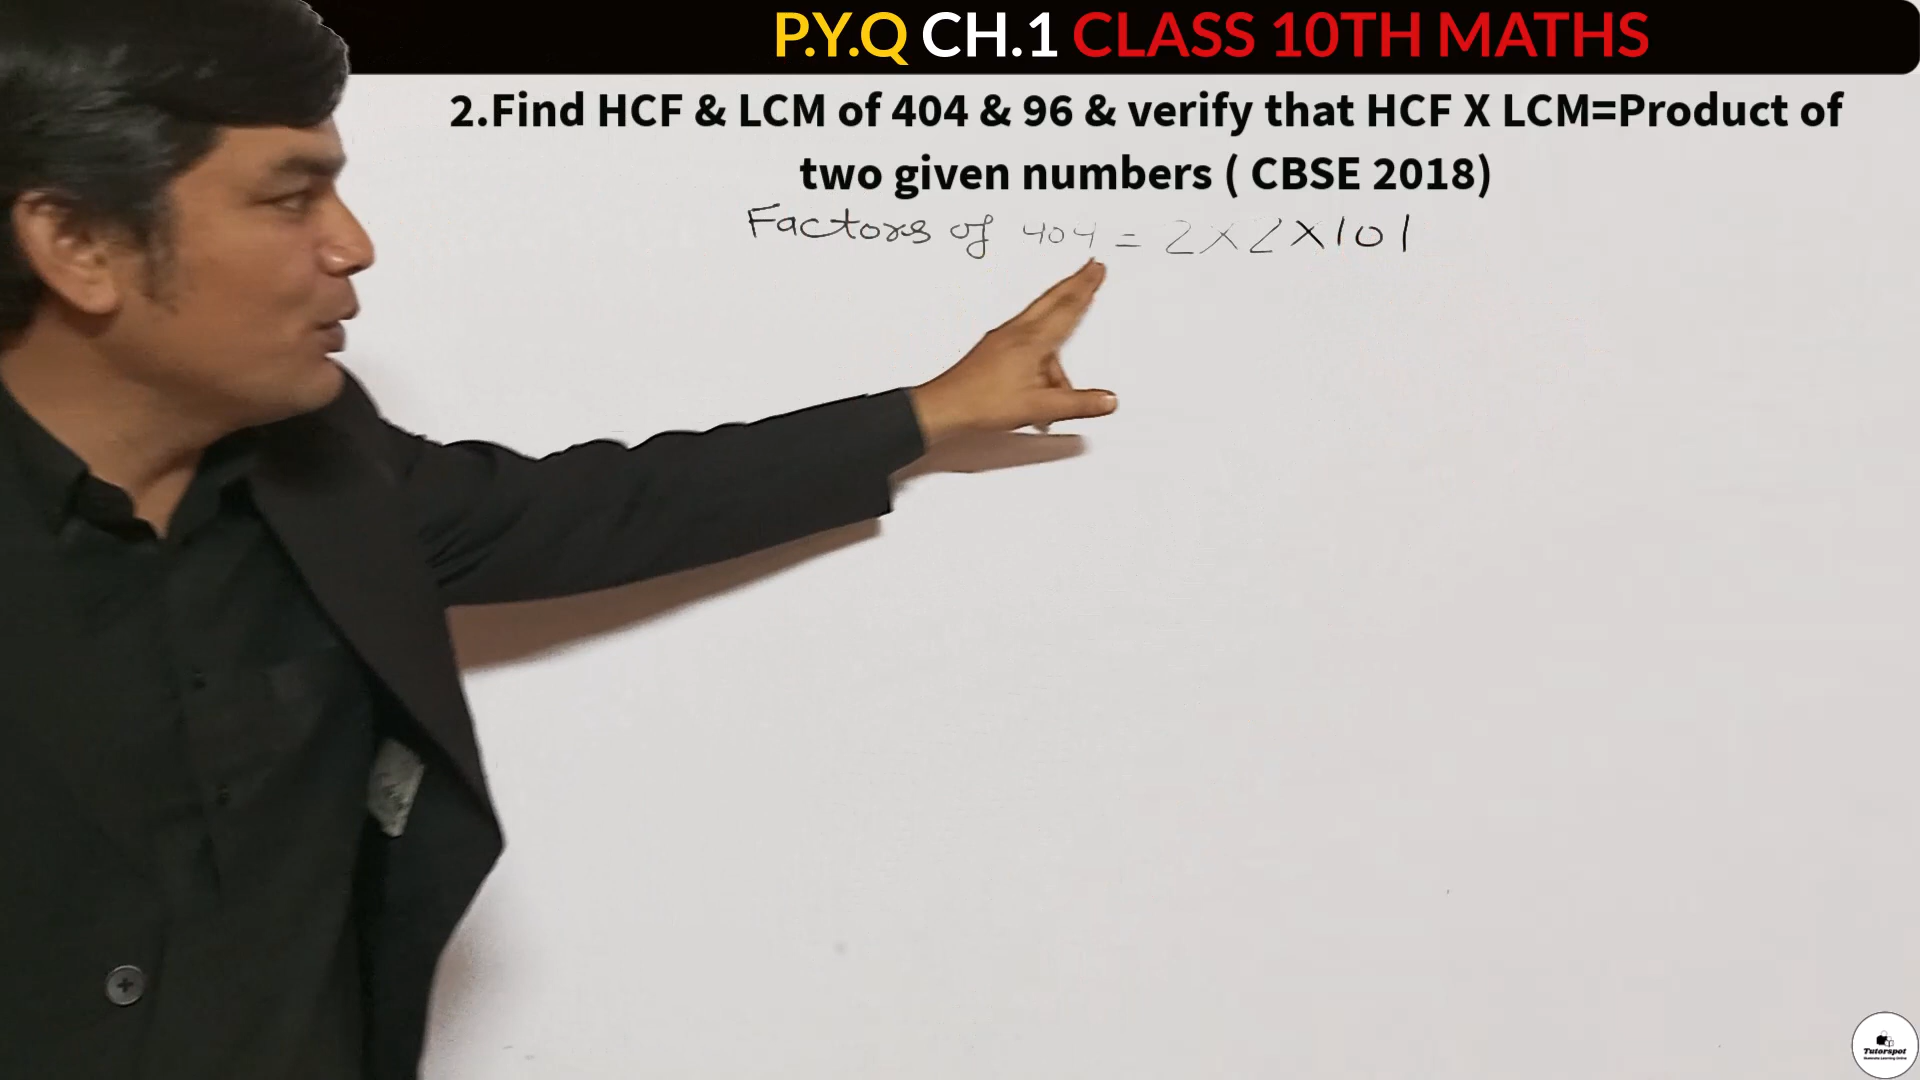 P.Y.Q CH.1 CLASS 10TH MATHS
2.Find HCF & LCM of 404 & 96 & verify that HCF X LCM=Product of
two given numbers ( CBSE 2018)
Factors of 404 = 2×2×101
Tutorspot